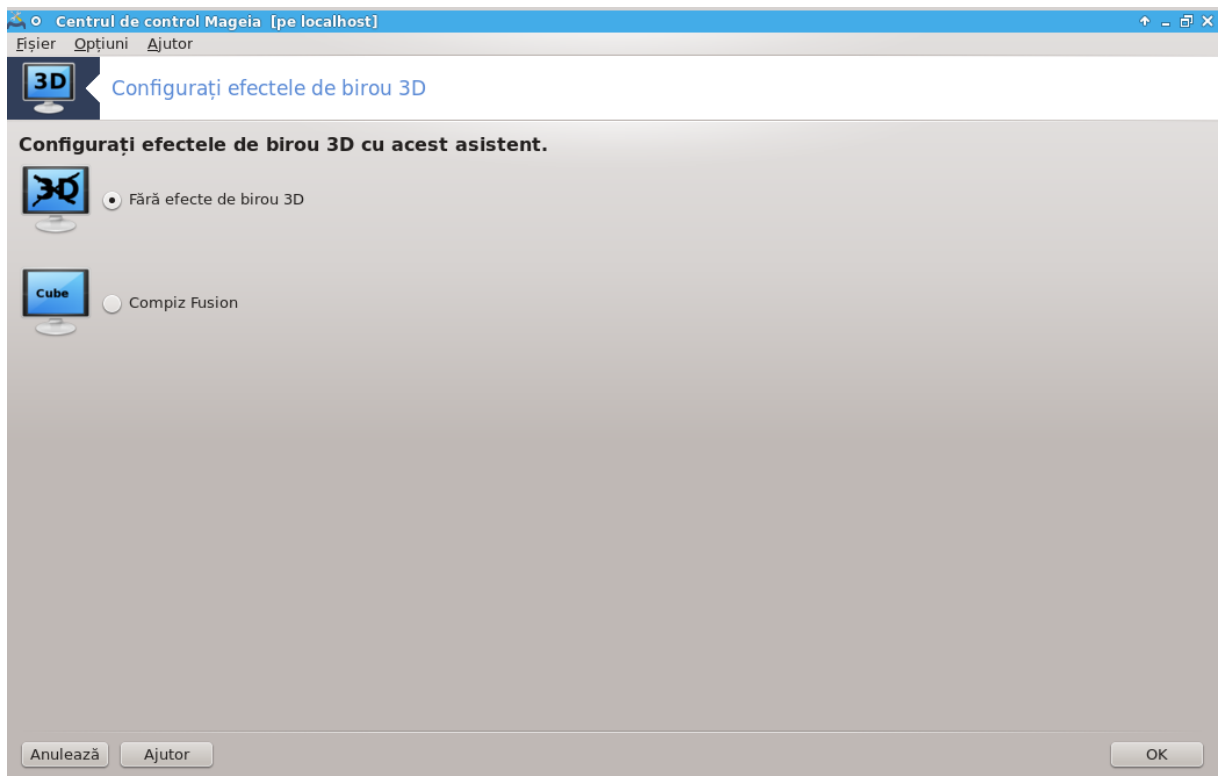 Centrul de control Mageia [pe localhost]
Fișier Opțiuni Ajutor
3D
Configurați efectele de birou 3D
Configurați efectele de birou 3D cu acest asistent.
3D
Fără efecte de birou 3D
Cube
Compiz Fusion
Anulează Ajutor OK